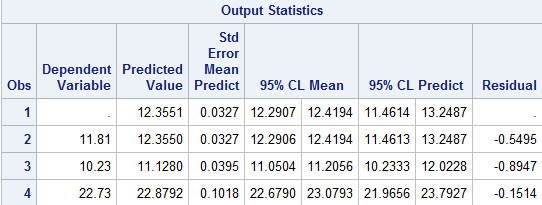 Output Statistics
Obs Dependent Variable Predicted Value Std Error Mean Predict 95% CL Mean 95% CL Predict Residual
1 . 12.3551 0.0327 12.2907 12.4194 11.4614 13.2487 .
2 11.81 12.3550 0.0327 12.2906 12.4194 11.4613 13.2487 -0.5495
3 10.23 11.1280 0.0395 11.0504 11.2056 10.2333 12.0228 -0.8947
4 22.73 22.8792 0.1018 22.6790 23.0793 21.9656 23.7927 -0.1514